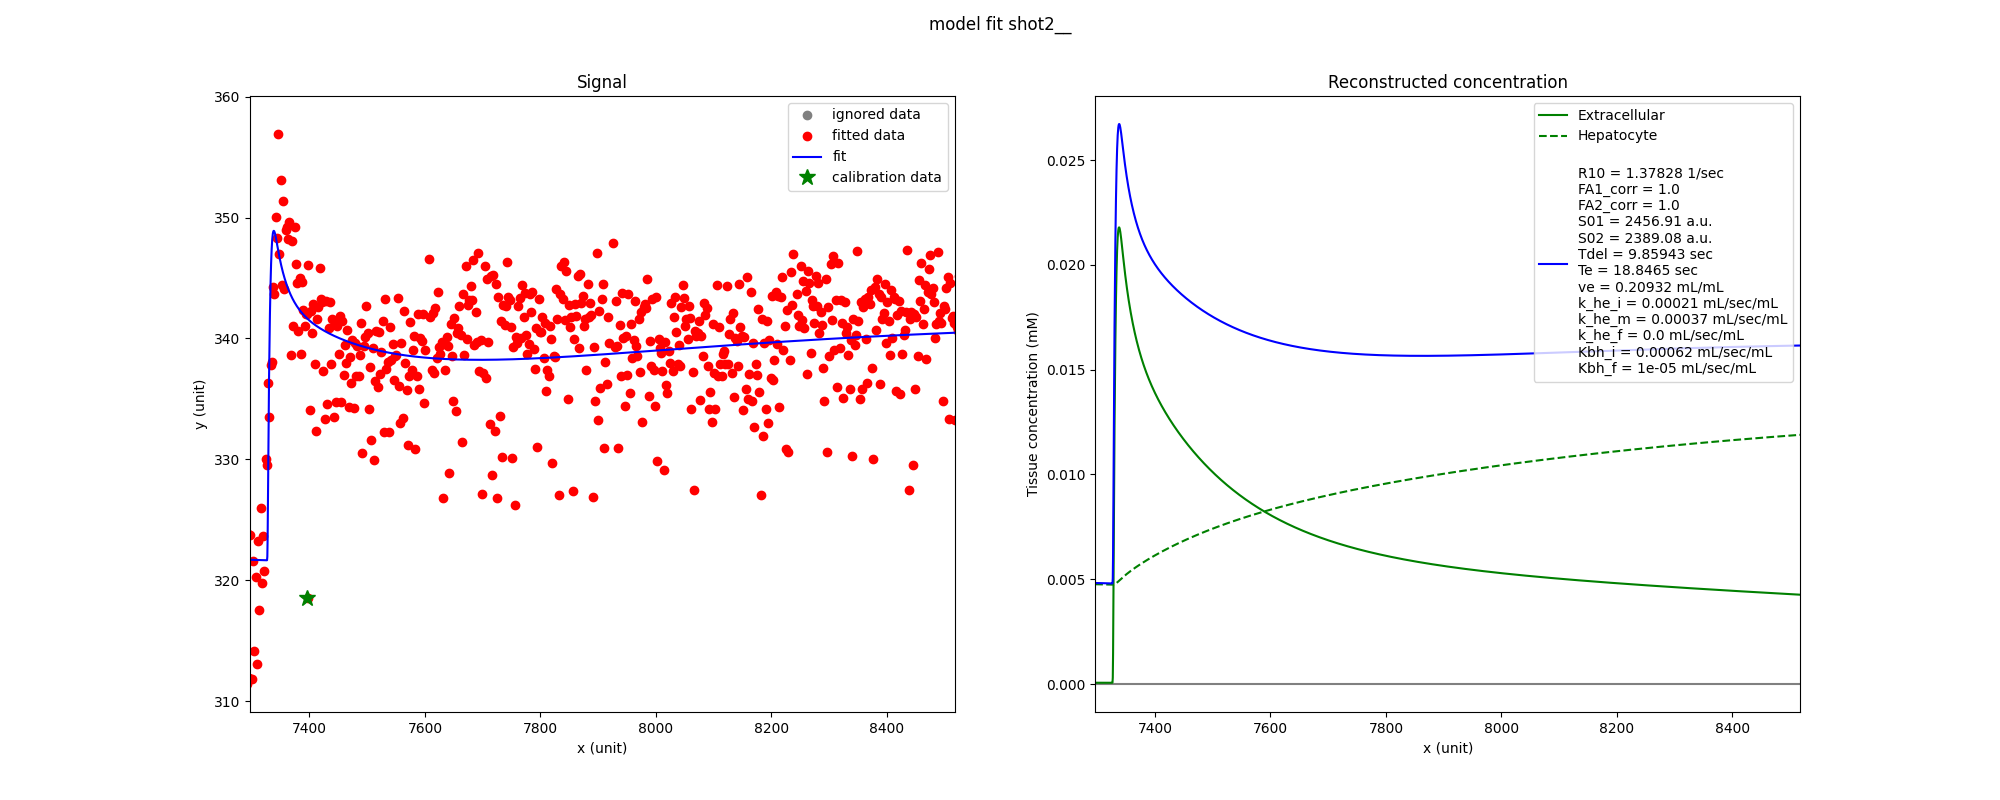 model fit shot2__
Signal
360
350
340
330
320
310
y (unit)
7400
7600
7800
8000
8200
8400
x (unit)
ignored data
fitted data
fit
calibration data
Reconstructed concentration
0.025
0.020
0.015
0.010
0.005
0.000
Tissue concentration (mM)
7400
7600
7800
8000
8200
8400
x (unit)
Extracellular
Hepatocyte
R10 = 1.37828 1/sec
FA1_corr = 1.0
FA2_corr = 1.0
S01 = 2456.91 a.u.
S02 = 2389.08 a.u.
Tdel = 9.85943 sec
Te = 18.8465 sec
ve = 0.20932 mL/mL
k_he_i = 0.00021 mL/sec/mL
k_he_m = 0.00037 mL/sec/mL
k_he_f = 0.0 mL/sec/mL
Kbh_i = 0.00062 mL/sec/mL
Kbh_f = 1e-05 mL/sec/mL